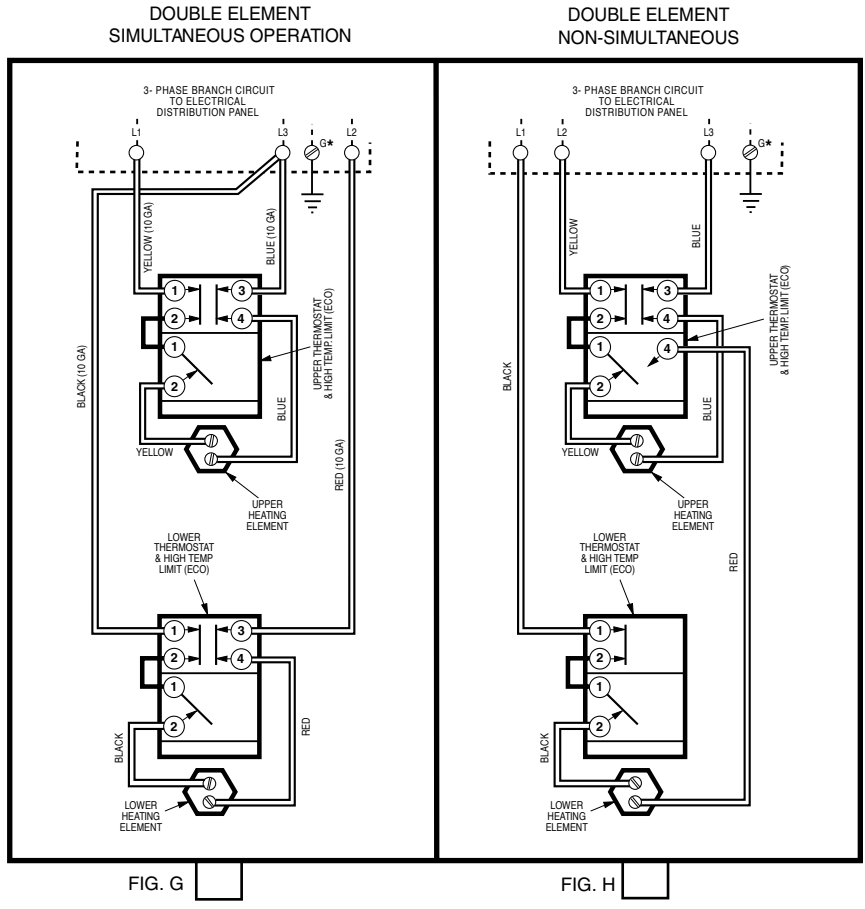 DOUBLE ELEMENT
SIMULTANEOUS OPERATION
3- PHASE BRANCH CIRCUIT
TO ELECTRICAL
DISTRIBUTION PANEL
L1
L3
G*
L2
YELLOW (10 GA)
BLUE (10 GA)
BLACK (10 GA)
1
3
2
4
1
2
UPPER THERMOSTAT
& HIGH TEMP. LIMIT (ECO)
BLUE
RED (10 GA)
YELLOW
UPPER
HEATING
ELEMENT
LOWER
THERMOSTAT
& HIGH TEMP
LIMIT (ECO)
1
3
2
4
1
2
BLACK
RED
LOWER
HEATING
ELEMENT
FIG. G
DOUBLE ELEMENT
NON-SIMULTANEOUS
3- PHASE BRANCH CIRCUIT
TO ELECTRICAL
DISTRIBUTION PANEL
L1
L2
L3
G*
YELLOW
BLUE
BLACK
1
3
2
4
1
4
2
UPPER THERMOSTAT
& HIGH TEMP. LIMIT (ECO)
BLUE
YELLOW
UPPER
HEATING
ELEMENT
RED
LOWER
THERMOSTAT
& HIGH TEMP
LIMIT (ECO)
1
2
1
2
BLACK
LOWER
HEATING
ELEMENT
FIG. H